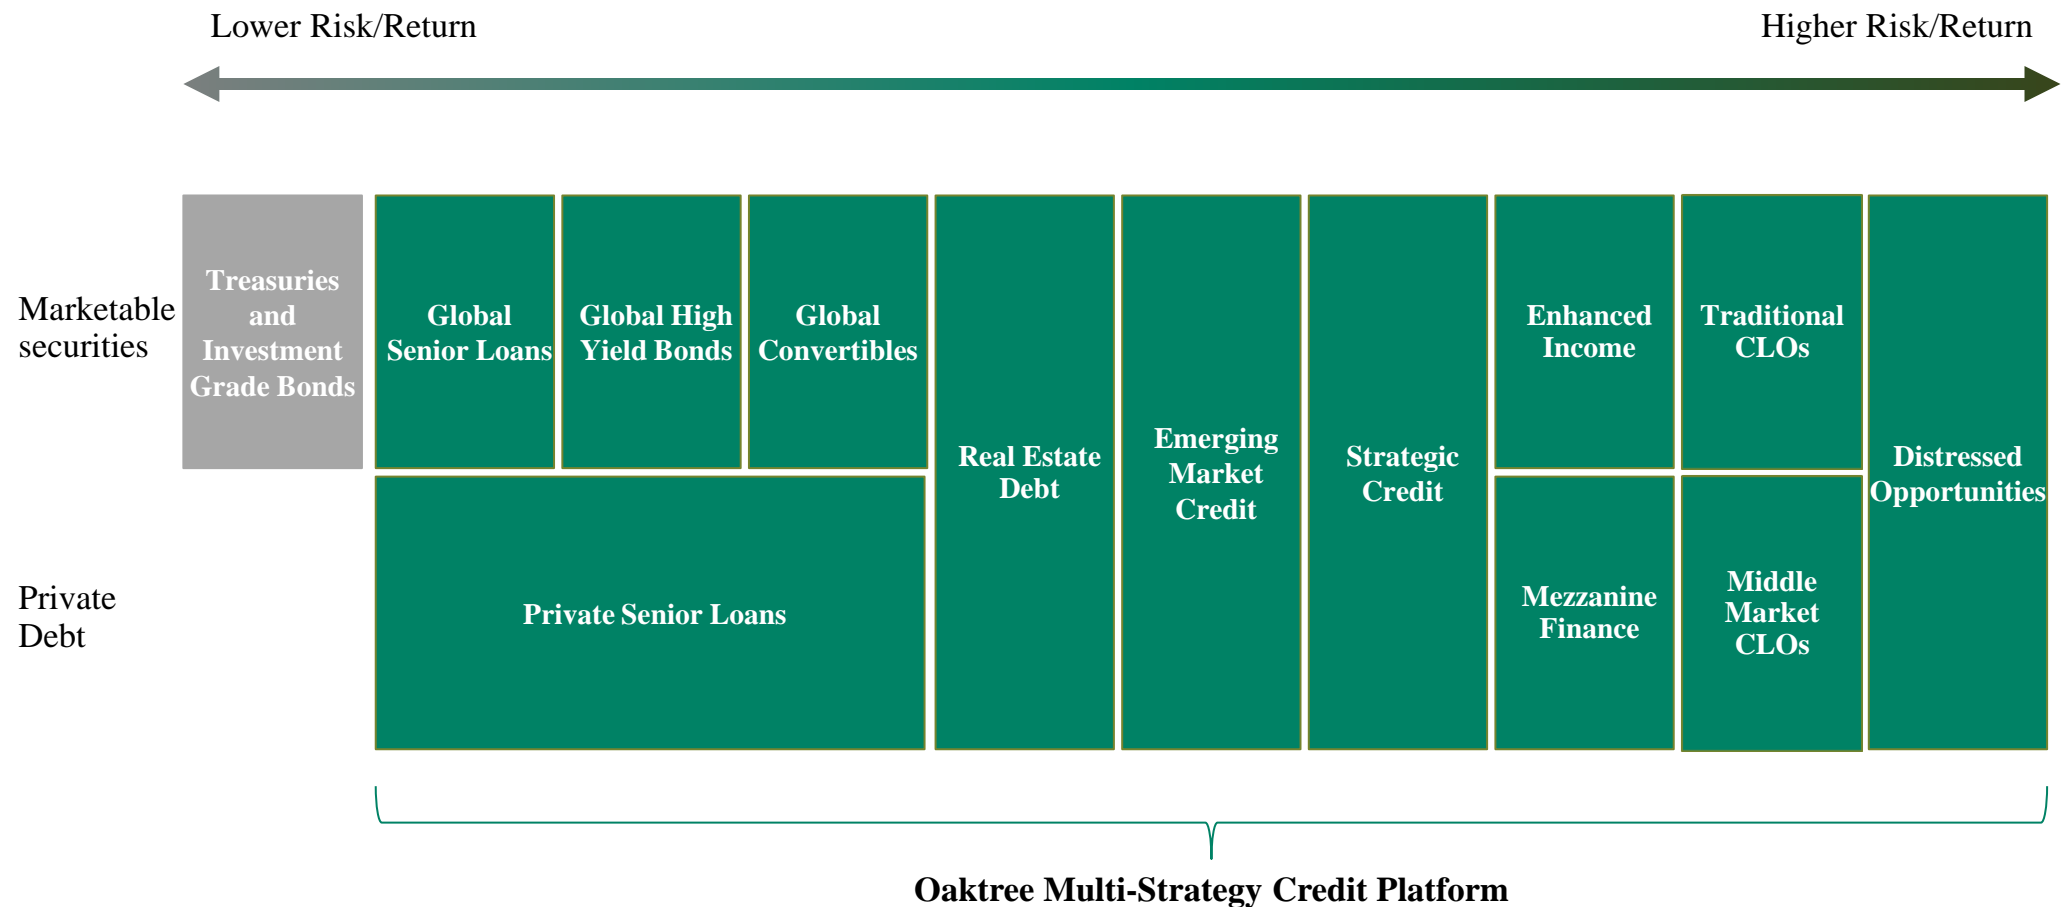 Lower Risk/Return
Higher Risk/Return
Marketable
securities
Treasuries
and
Investment
Grade Bonds
Global
Senior Loans
Global High
Yield Bonds
Global
Convertibles
Real Estate
Debt
Emerging
Market
Credit
Strategic
Credit
Enhanced
Income
Traditional
CLOs
Distressed
Opportunities
Private
Debt
Private Senior Loans
Mezzanine
Finance
Middle
Market
CLOs
Oaktree Multi-Strategy Credit Platform